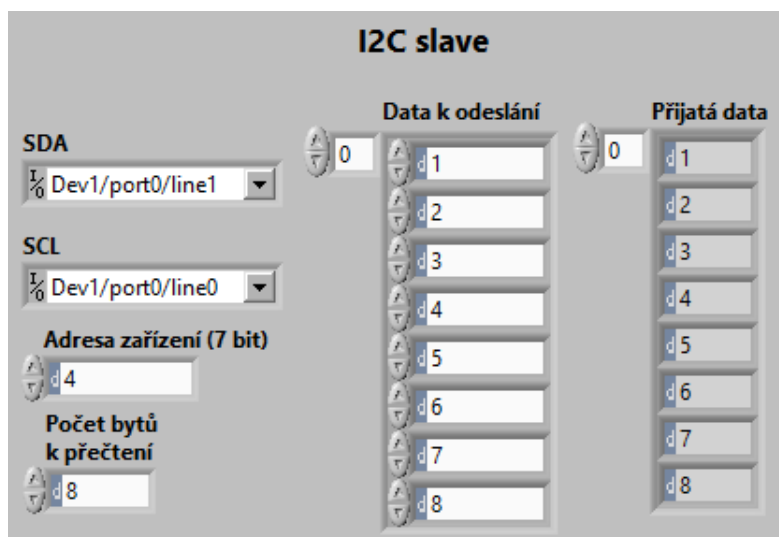 I2C slave
SDA
I/O Dev1/port0/line1
SCL
I/O Dev1/port0/line0
Adresa zařízení (7 bit)
d 4
Počet bytů
k přečtení
d 8
Data k odeslání
0
d 1
d 2
d 3
d 4
d 5
d 6
d 7
d 8
Přijatá data
0
d 1
d 2
d 3
d 4
d 5
d 6
d 7
d 8